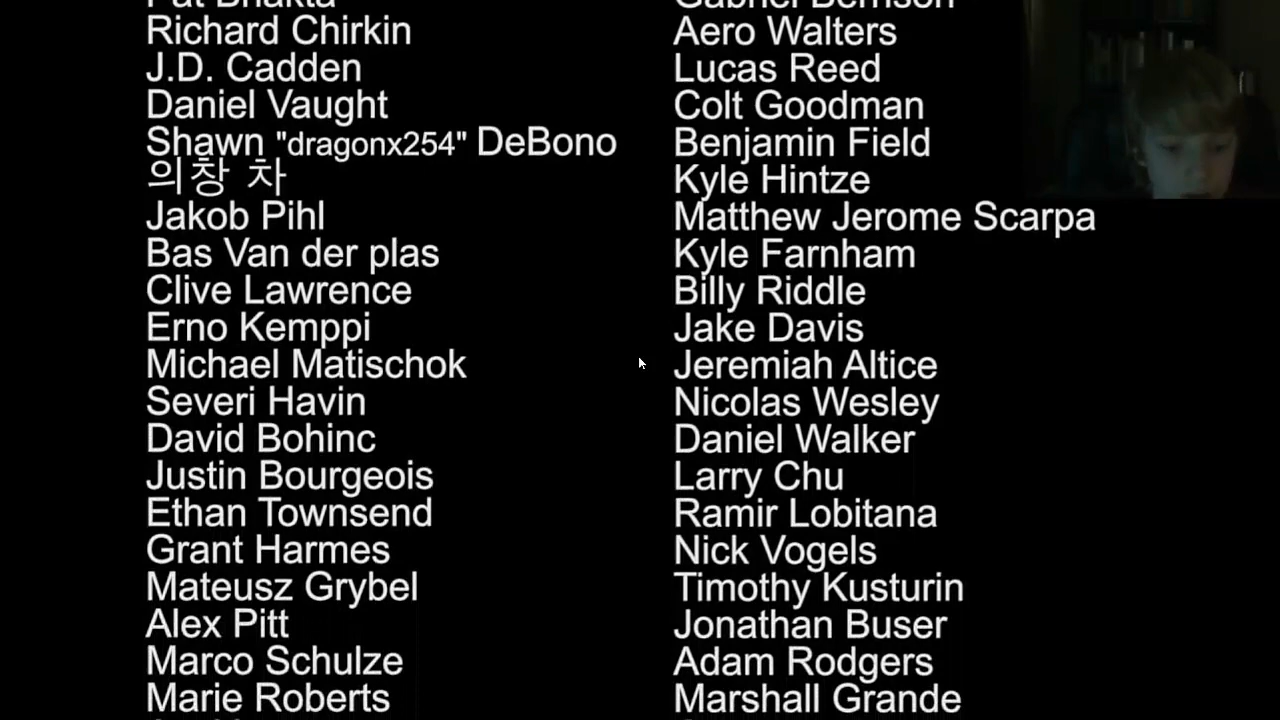 Pat Bhakta
Richard Chirkin
J.D. Cadden
Daniel Vaught
Shawn "dragonx254" DeBono
의창 차
Jakob Pihl
Bas Van der plas
Clive Lawrence
Erno Kemppi
Michael Matischok
Severi Havin
David Bohinc
Justin Bourgeois
Ethan Townsend
Grant Harmes
Mateusz Grybel
Alex Pitt
Marco Schulze
Marie Roberts
Gabriel
Aero Walters
Lucas Reed
Colt Goodman
Benjamin Field
Kyle Hintze
Matthew Jerome Scarpa
Kyle Farnham
Billy Riddle
Jake Davis
Jeremiah Altice
Nicolas Wesley
Daniel Walker
Larry Chu
Ramir Lobitana
Nick Vogels
Timothy Kusturin
Jonathan Buser
Adam Rodgers
Marshall Grande